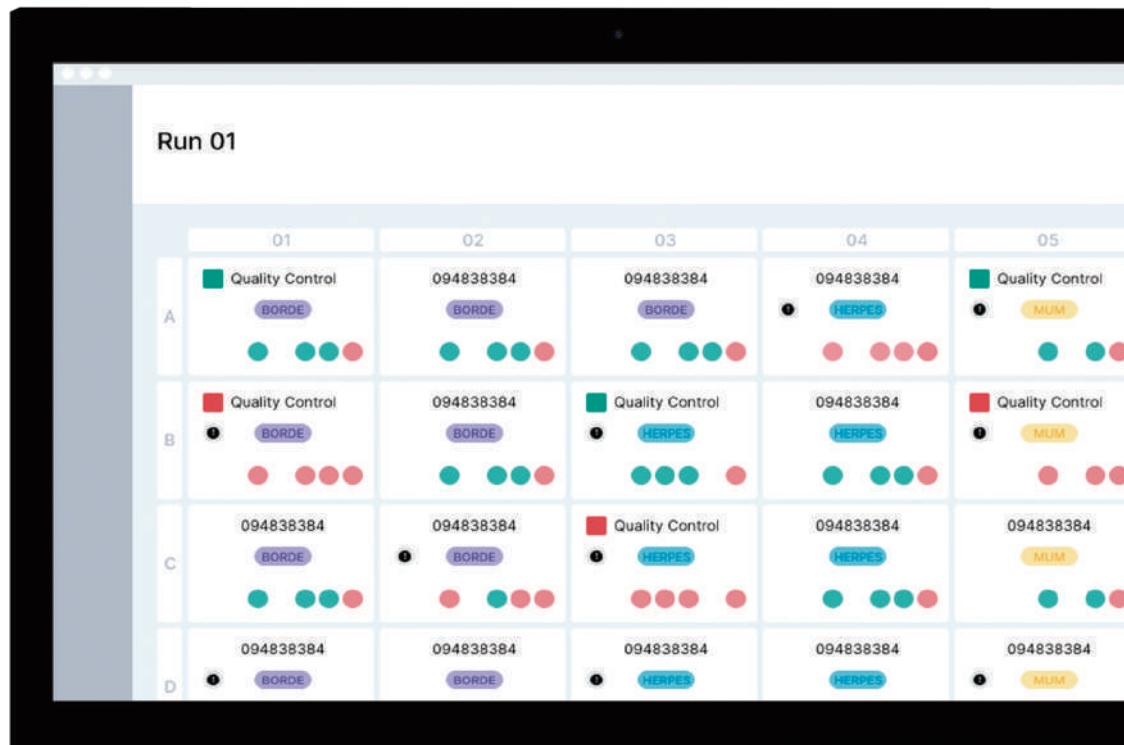 Run 01
01 02 03 04 05
A
Quality Control 094838384 094838384 094838384 Quality Control
BORDE BORDE BORDE ! HERPES ! MUM
B
Quality Control 094838384 Quality Control 094838384 Quality Control
! BORDE BORDE ! HERPES HERPES ! MUM
C
094838384 094838384 Quality Control 094838384 094838384
BORDE ! BORDE ! HERPES HERPES MUM
D
094838384 094838384 094838384 094838384 094838384
! BORDE BORDE ! HERPES HERPES ! MUM